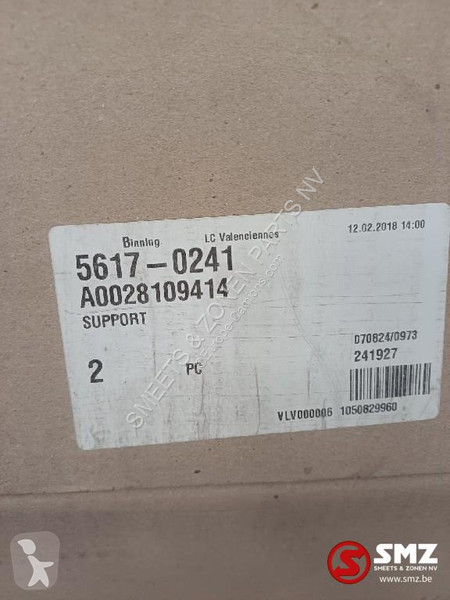 Binning LC Valenciennes 12.02.2018 14:00
5617-0241
A0028109414
SUPPORT
070824/0973
241927
2 PC
VLV000006 1050829960
SMEETS & ZONEN PARTS NV
SMZ
SMEETS & ZONEN NV
www.smz.be